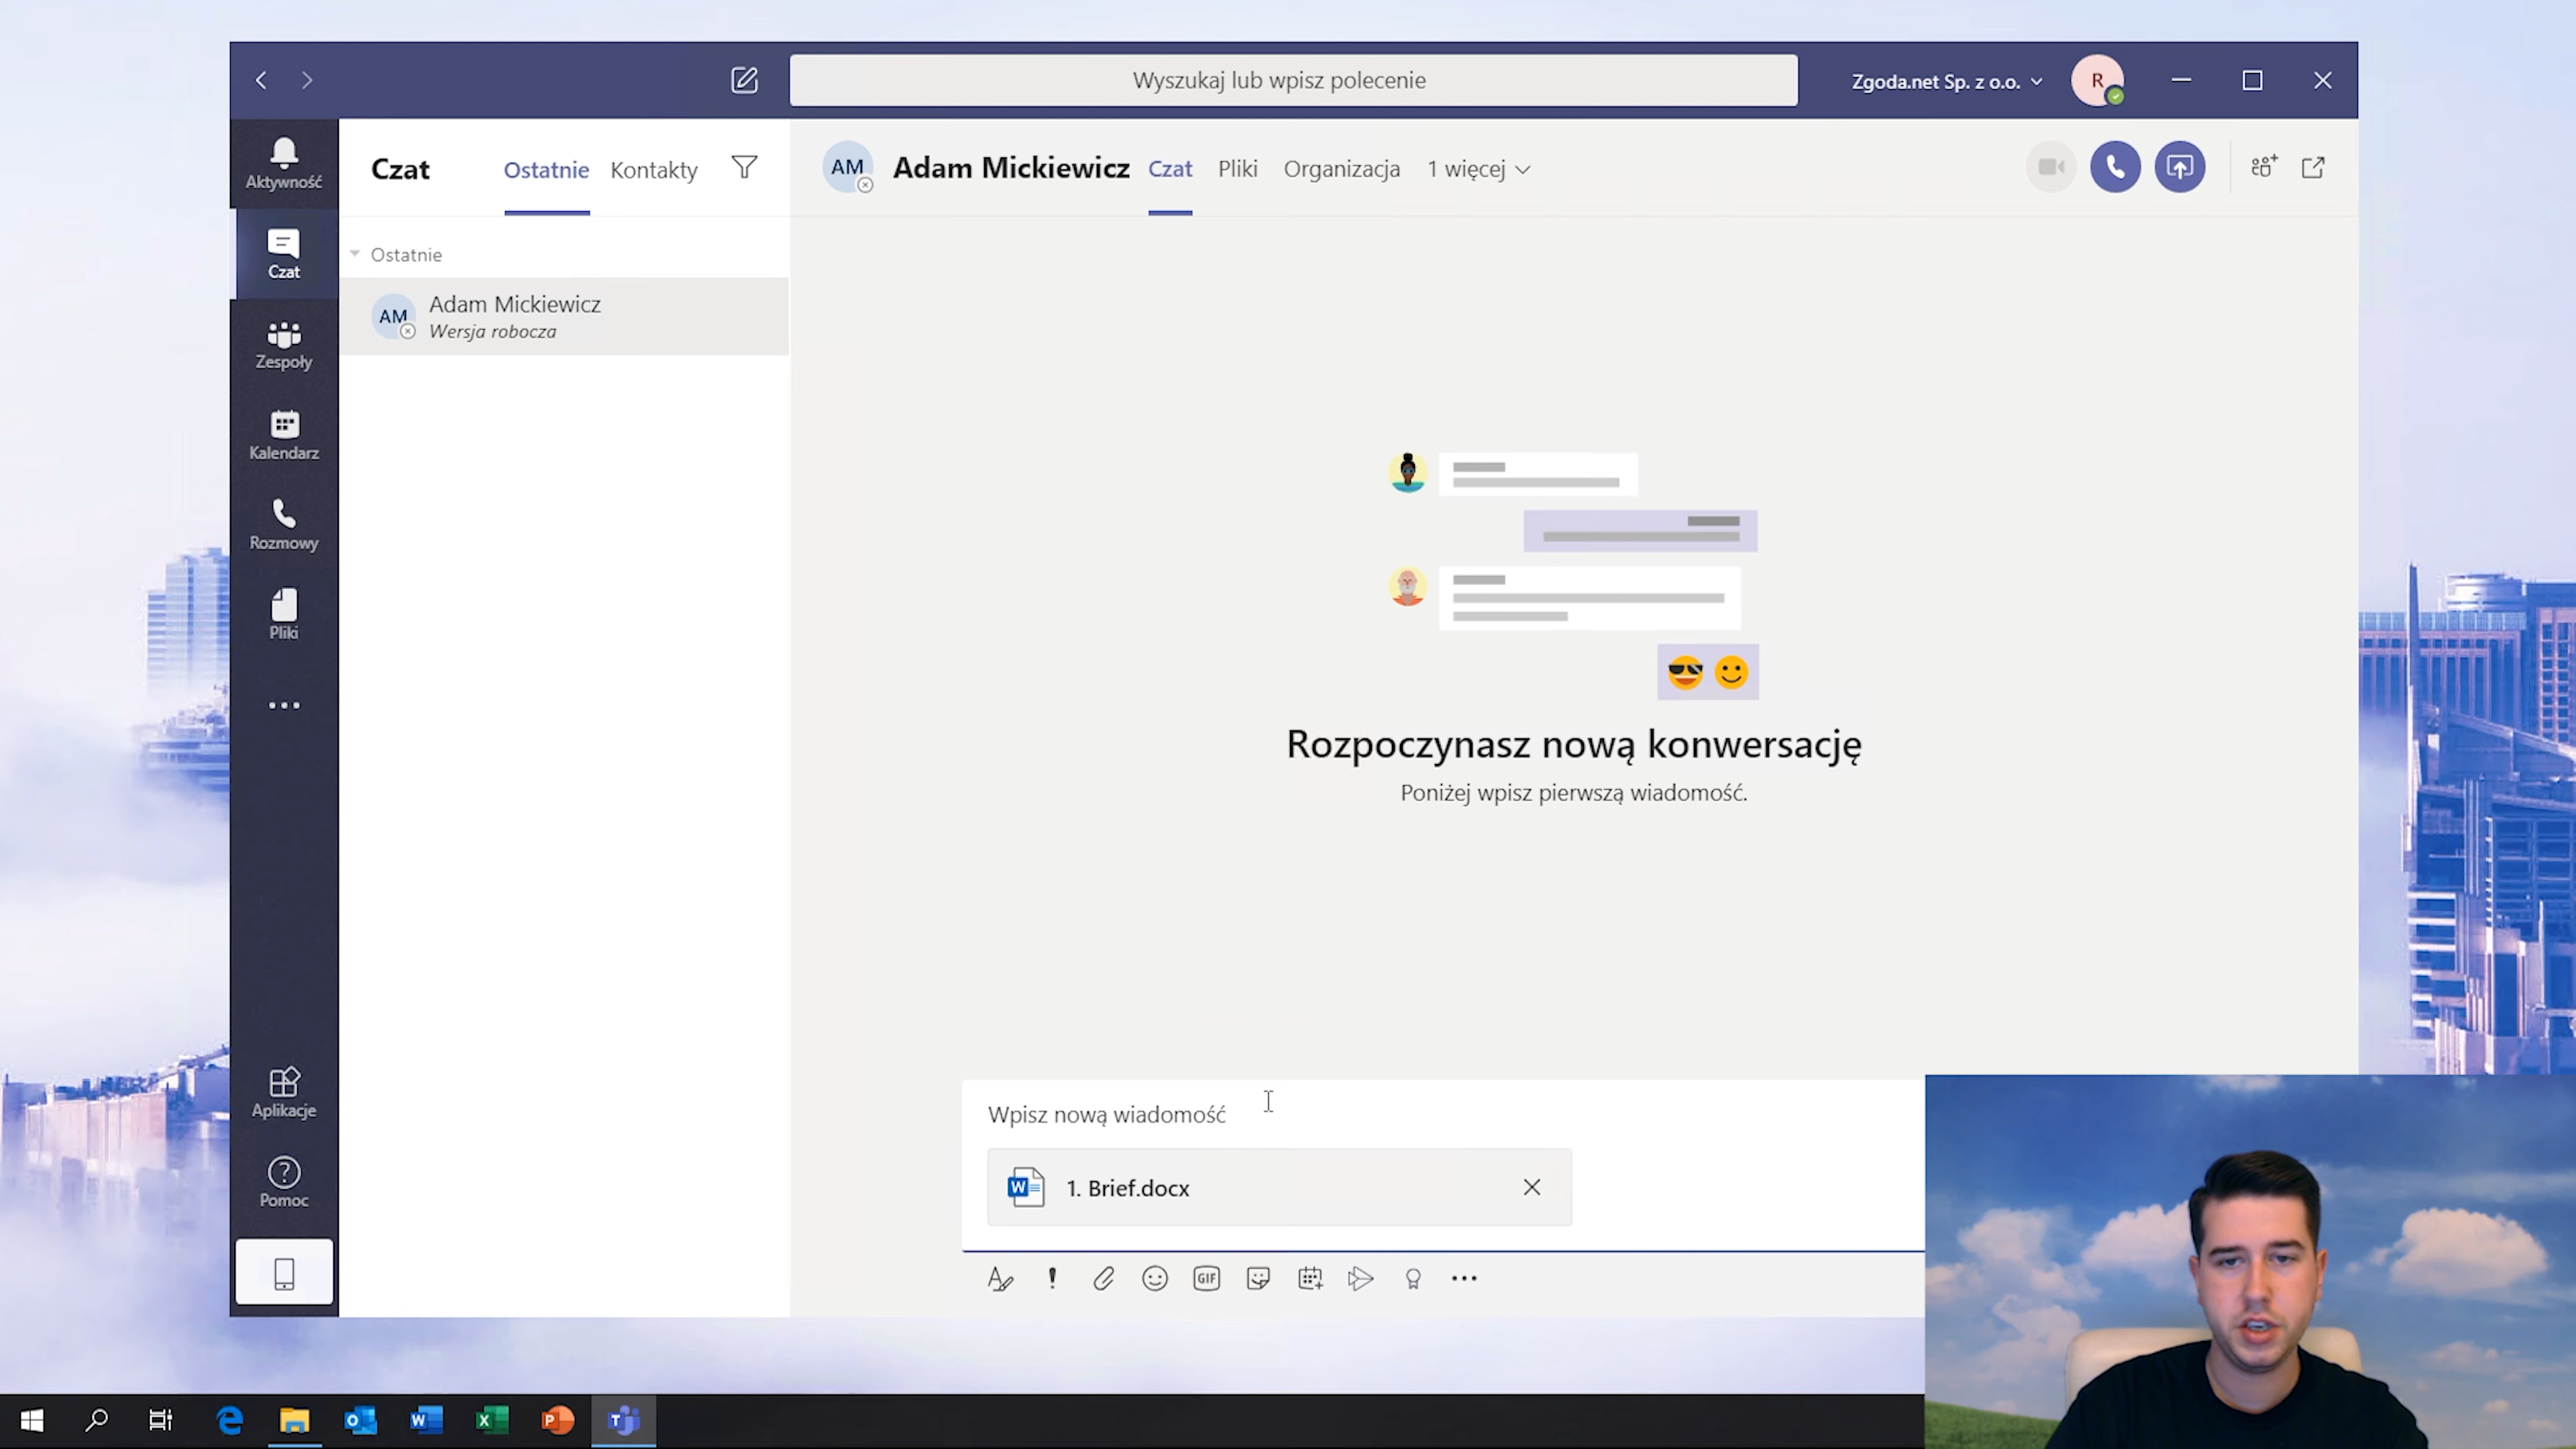 Wyszukaj lub wpisz polecenie
Zgoda.net Sp. z o.o.
R
Aktywność
Czat
Zespoły
Kalendarz
Rozmowy
Pliki
Aplikacje
Pomoc
Czat
Ostatnie
Kontakty
Ostatnie
AM
Adam Mickiewicz
Wersja robocza
AM
Adam Mickiewicz
Czat
Pliki
Organizacja
1 więcej
Rozpoczynasz nową konwersację
Poniżej wpisz pierwszą wiadomość.
Wpisz nową wiadomość
W
1. Brief.docx
GIF
O
W
X
P
T